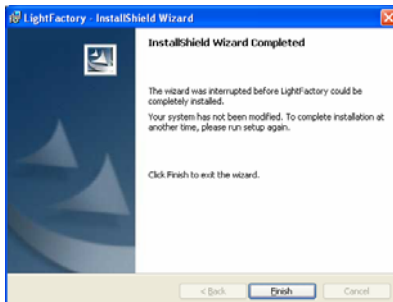 LightFactory - InstallShield Wizard
InstallShield Wizard Completed
The wizard was interrupted before LightFactory could be
completely installed.
Your system has not been modified. To complete installation at
another time, please run setup again.
Click Finish to exit the wizard.
< Back
Finish
Cancel